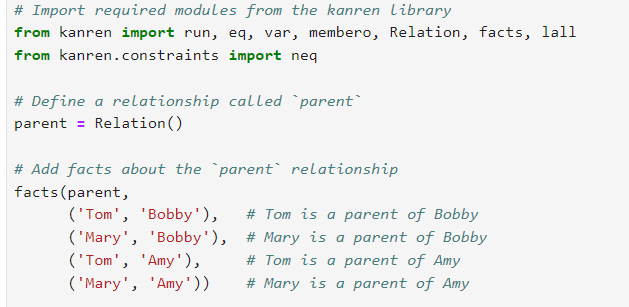 # Import required modules from the kanren library
from kanren import run, eq, var, membero, Relation, facts, lall
from kanren.constraints import neq
# Define a relationship called `parent`
parent = Relation()
# Add facts about the `parent` relationship
facts(parent,
('Tom', 'Bobby'), # Tom is a parent of Bobby
('Mary', 'Bobby'), # Mary is a parent of Bobby
('Tom', 'Amy'), # Tom is a parent of Amy
('Mary', 'Amy')) # Mary is a parent of Amy